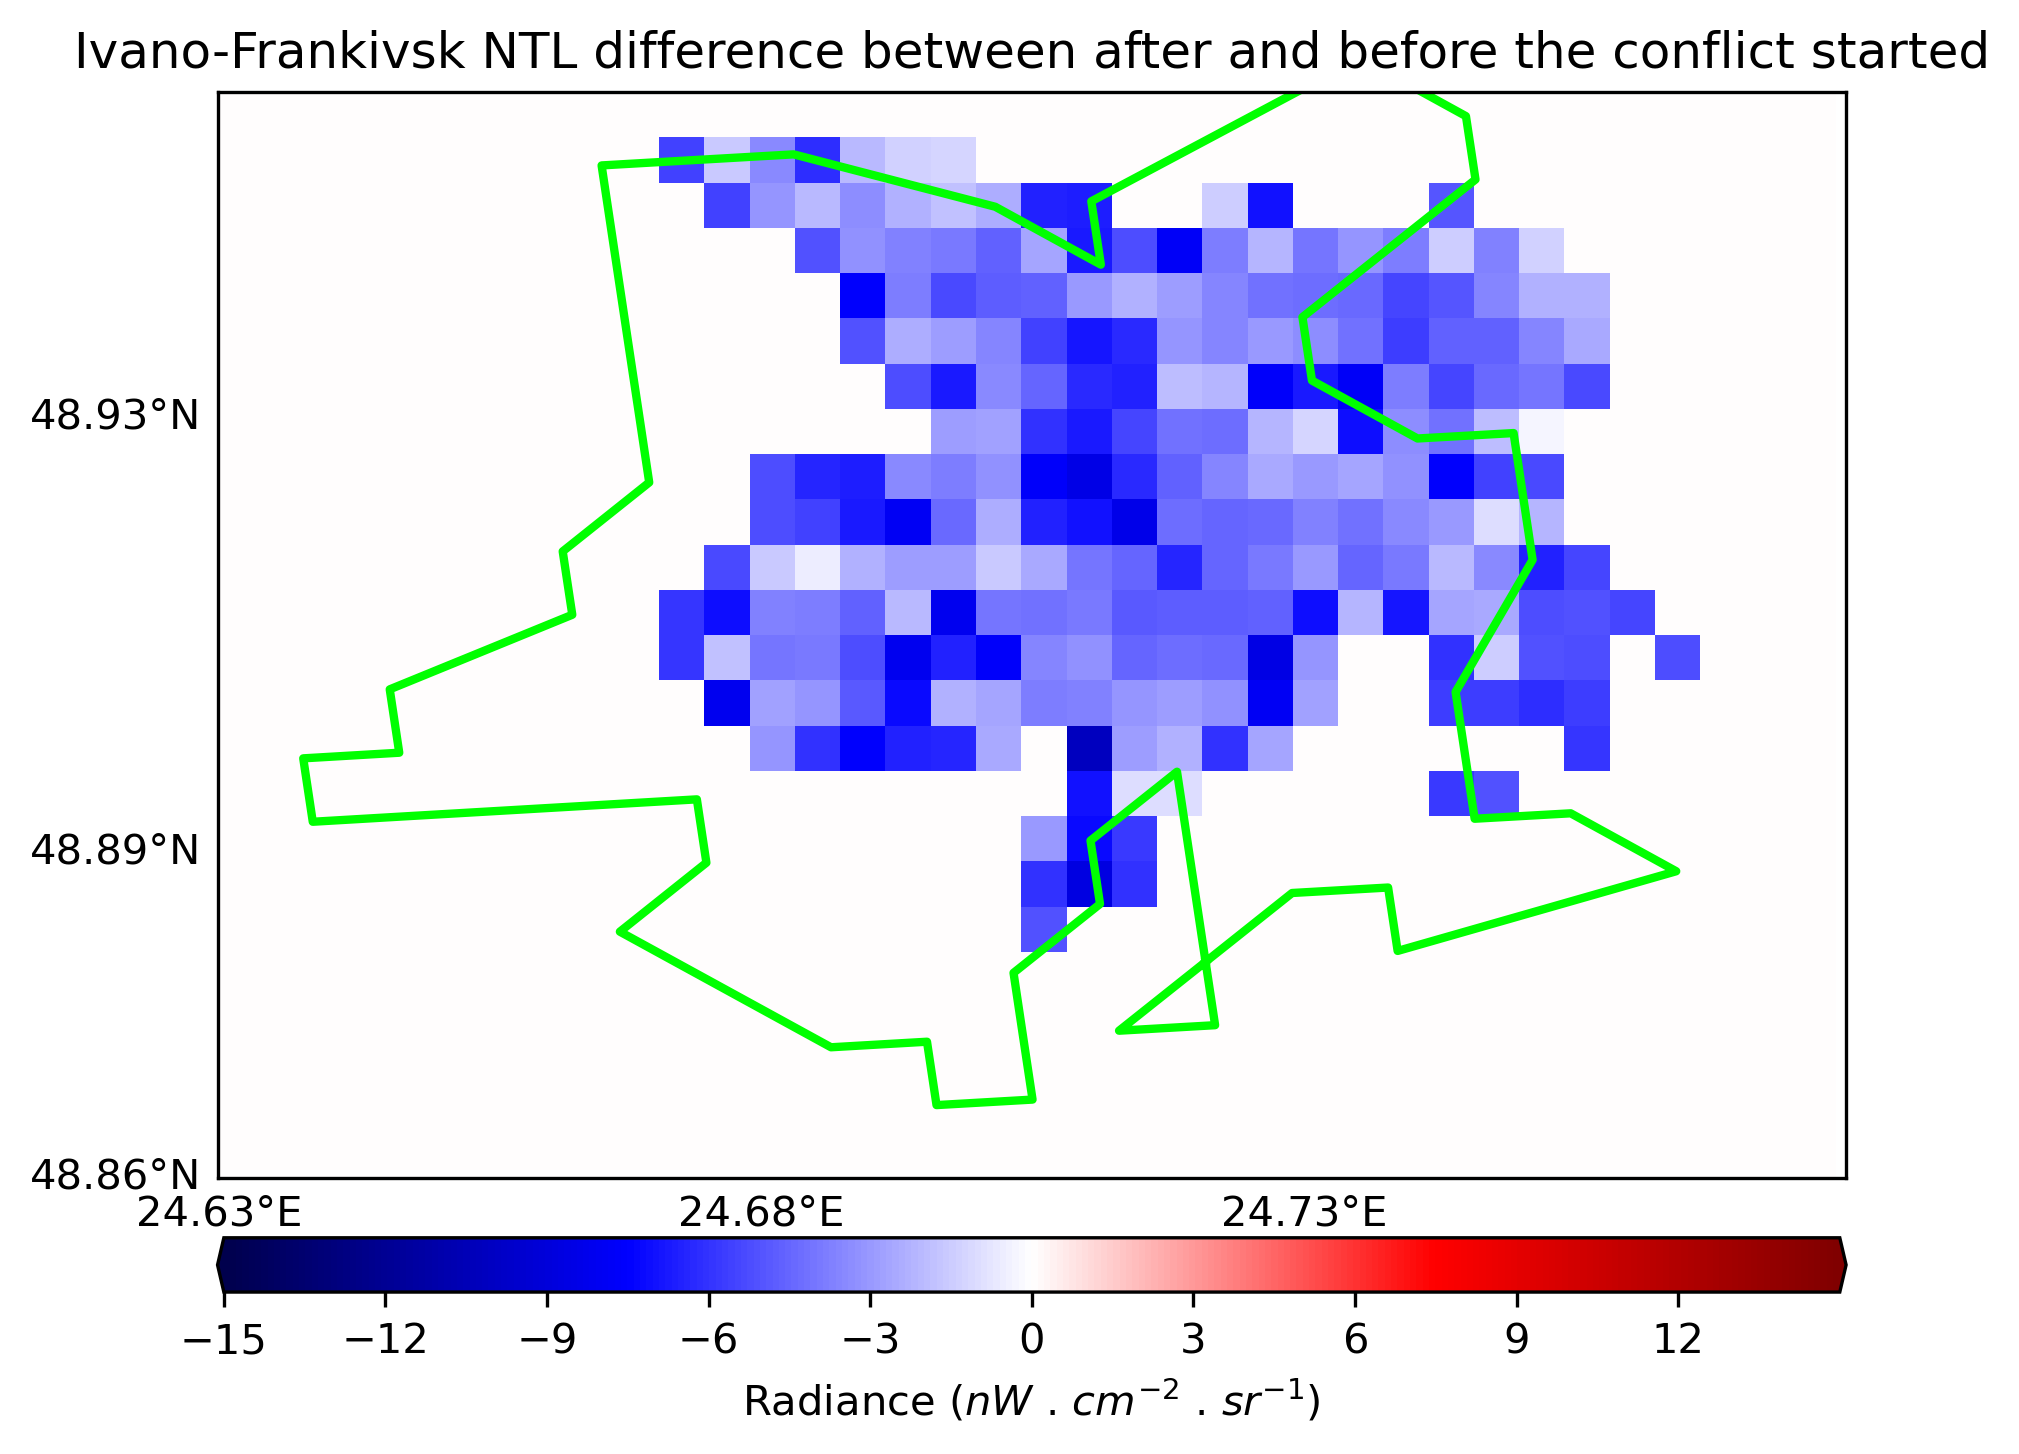 Ivano-Frankivsk NTL difference between after and before the conflict started
48.93°N
48.89°N
48.86°N
24.63°E 24.68°E 24.73°E
−15 −12 −9 −6 −3 0 3 6 9 12
Radiance (nW . cm⁻² . sr⁻¹)